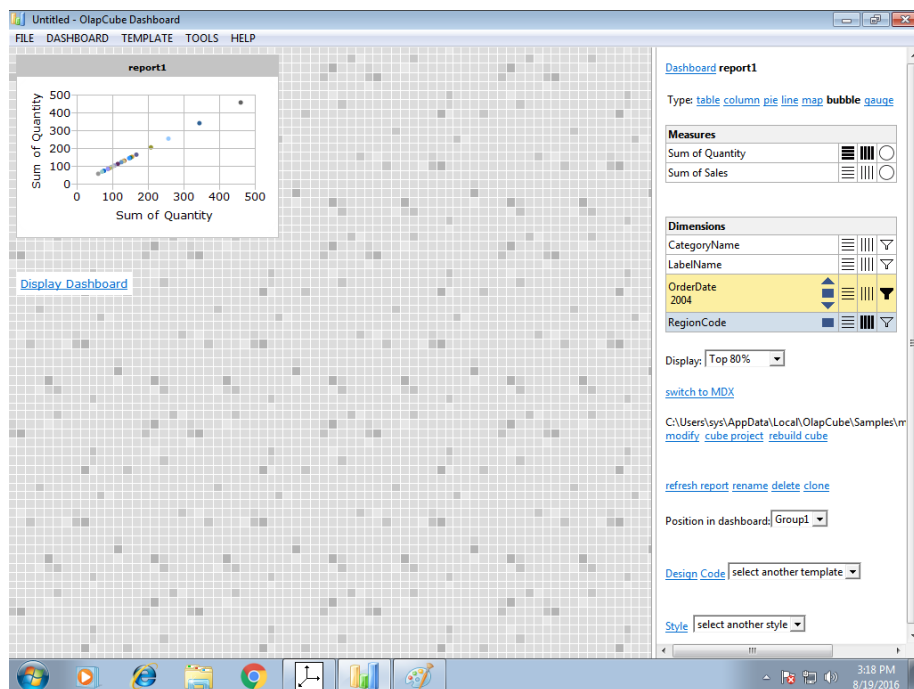 Untitled - OlapCube Dashboard
FILE DASHBOARD TEMPLATE TOOLS HELP
report1
Sum of Quantity
500
400
300
200
100
0
0 100 200 300 400 500
Sum of Quantity
Display Dashboard
Dashboard report1
Type: table column pie line map bubble gauge
Measures
Sum of Quantity
Sum of Sales
Dimensions
CategoryName
LabelName
OrderDate
2004
RegionCode
Display: Top 80%
switch to MDX
C:\Users\sys\AppData\Local\OlapCube\Samples\m
modify cube project rebuild cube
refresh report rename delete clone
Position in dashboard: Group1
Design Code select another template
Style select another style
3:18 PM
8/19/2016